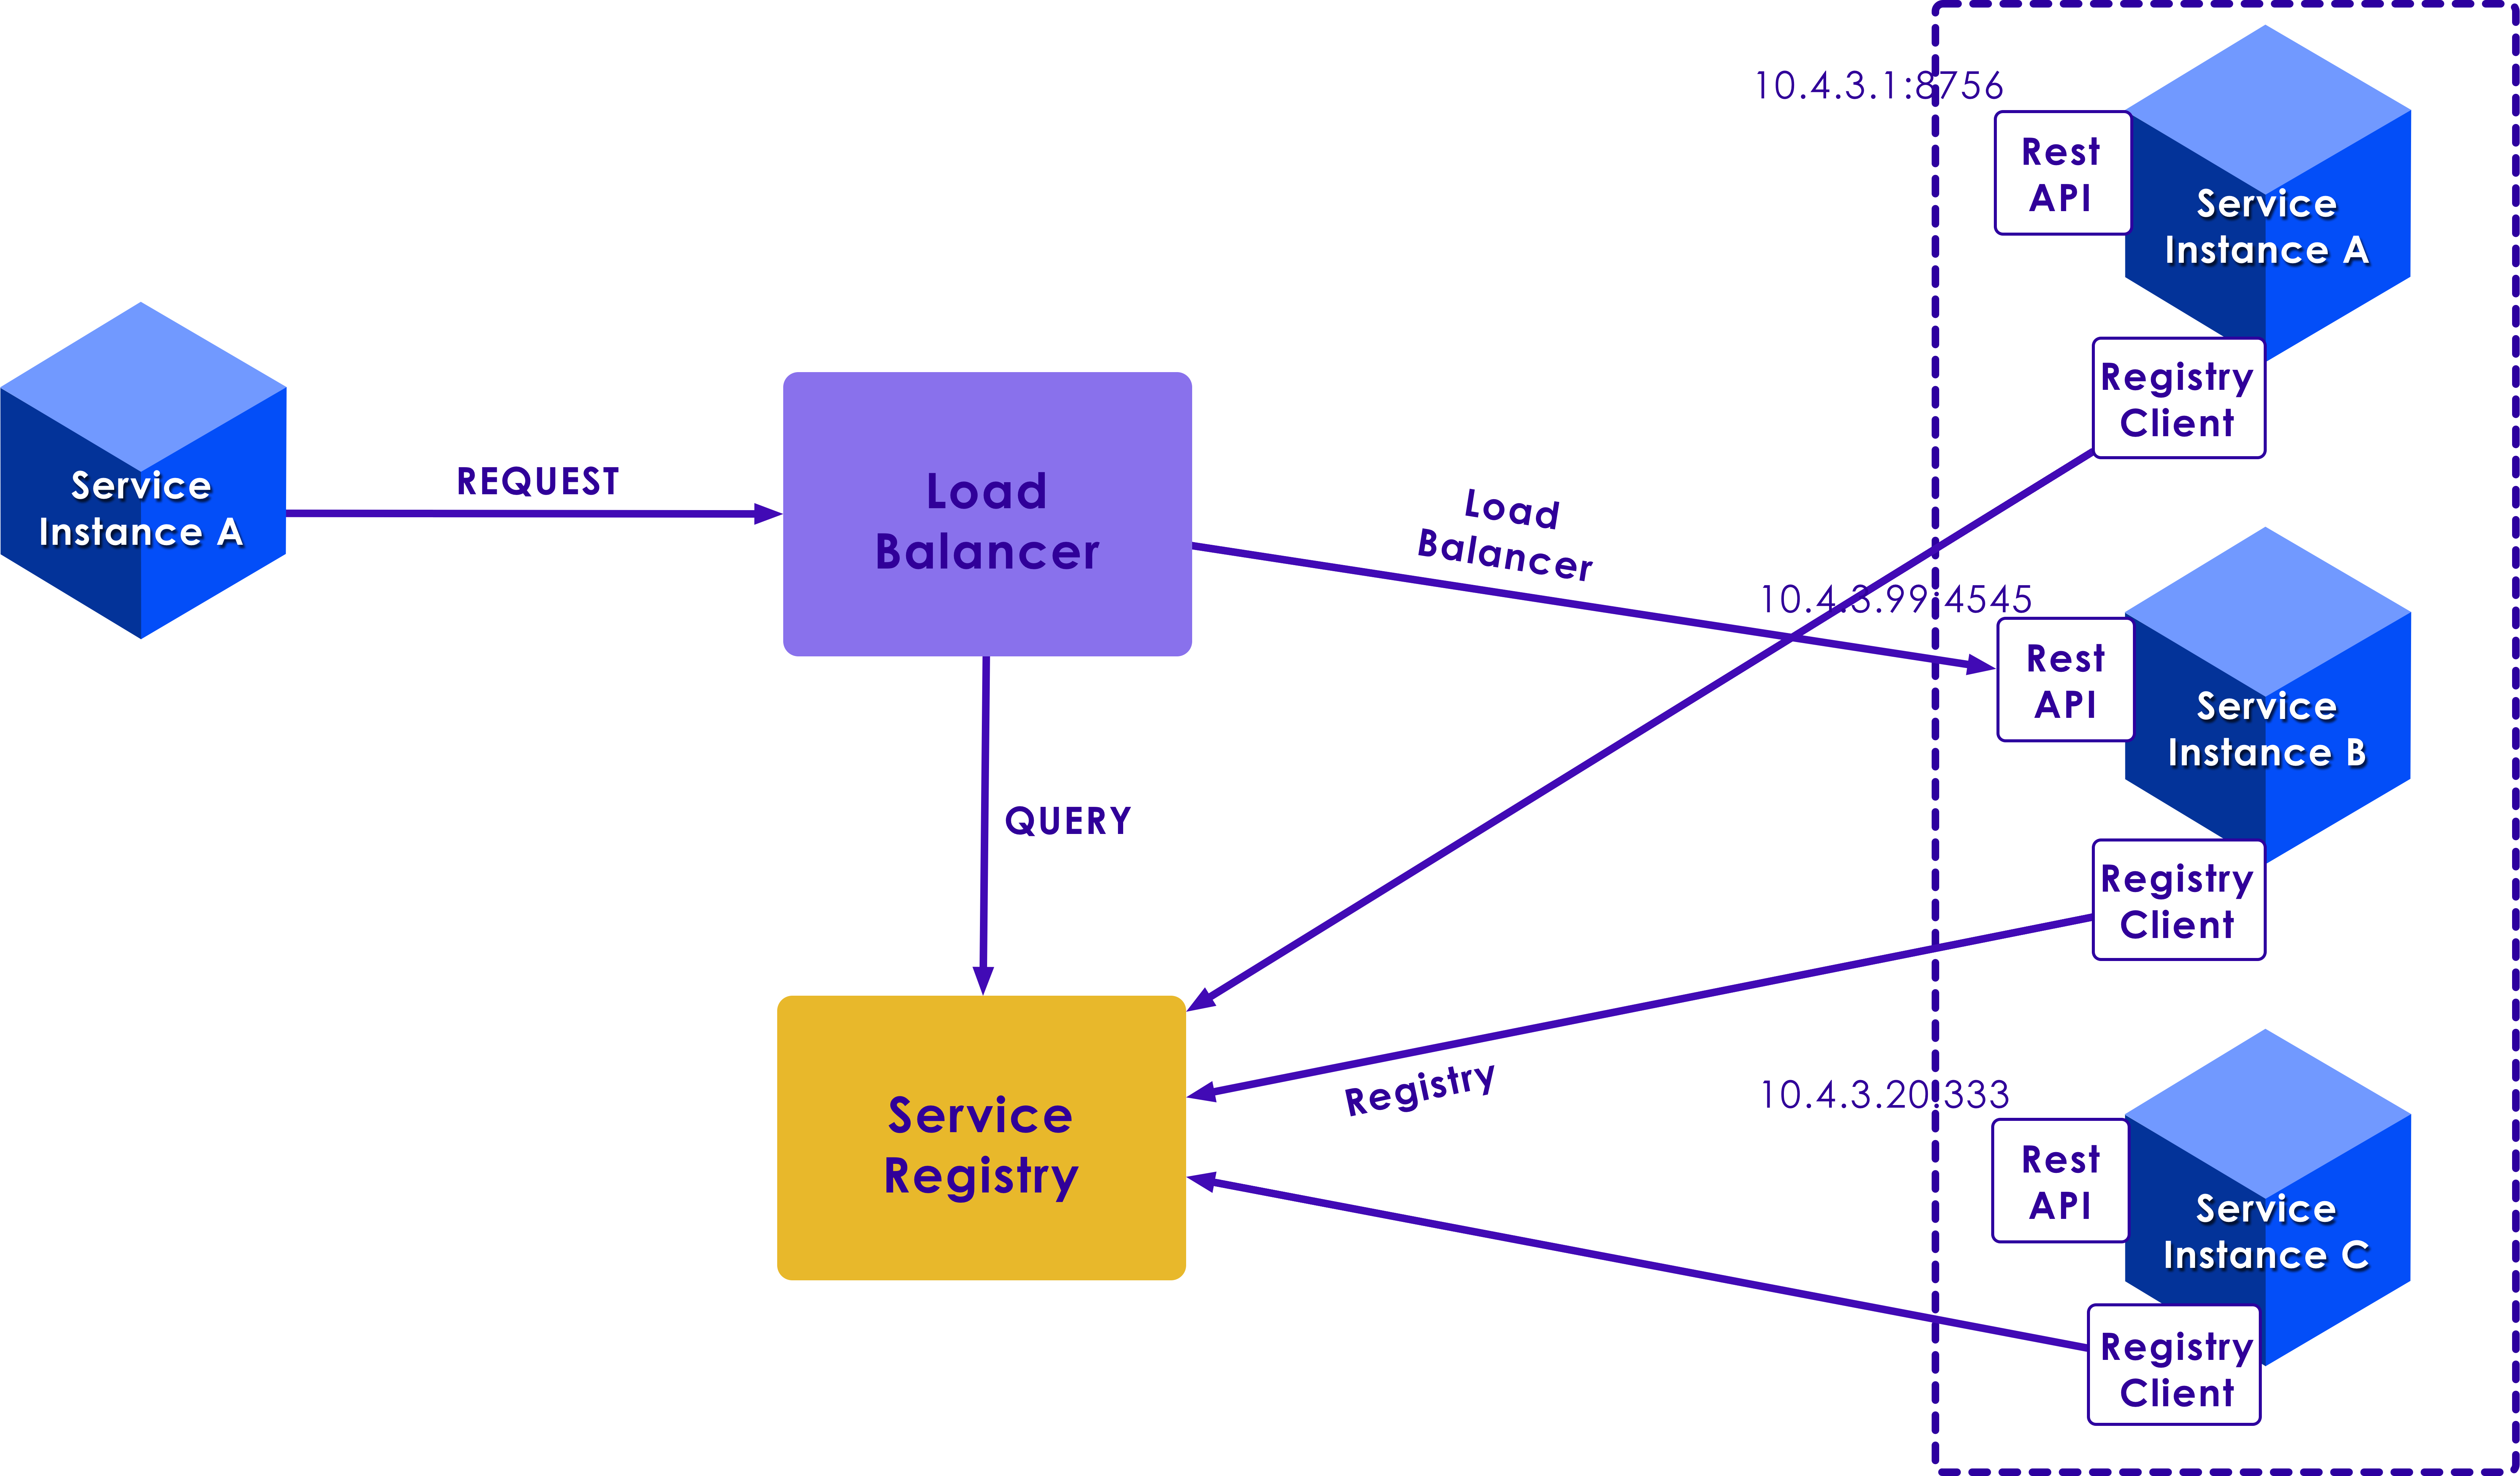 10.4.3.1:8756
Rest
API
Service
Instance A
Registry
Client
Service
Instance A
REQUEST
Load
Balancer
Load
Balancer
10.4.3.99:4545
Rest
API
Service
Instance B
QUERY
Registry
Client
Service
Registry
Registry
10.4.3.20:333
Rest
API
Service
Instance C
Registry
Client